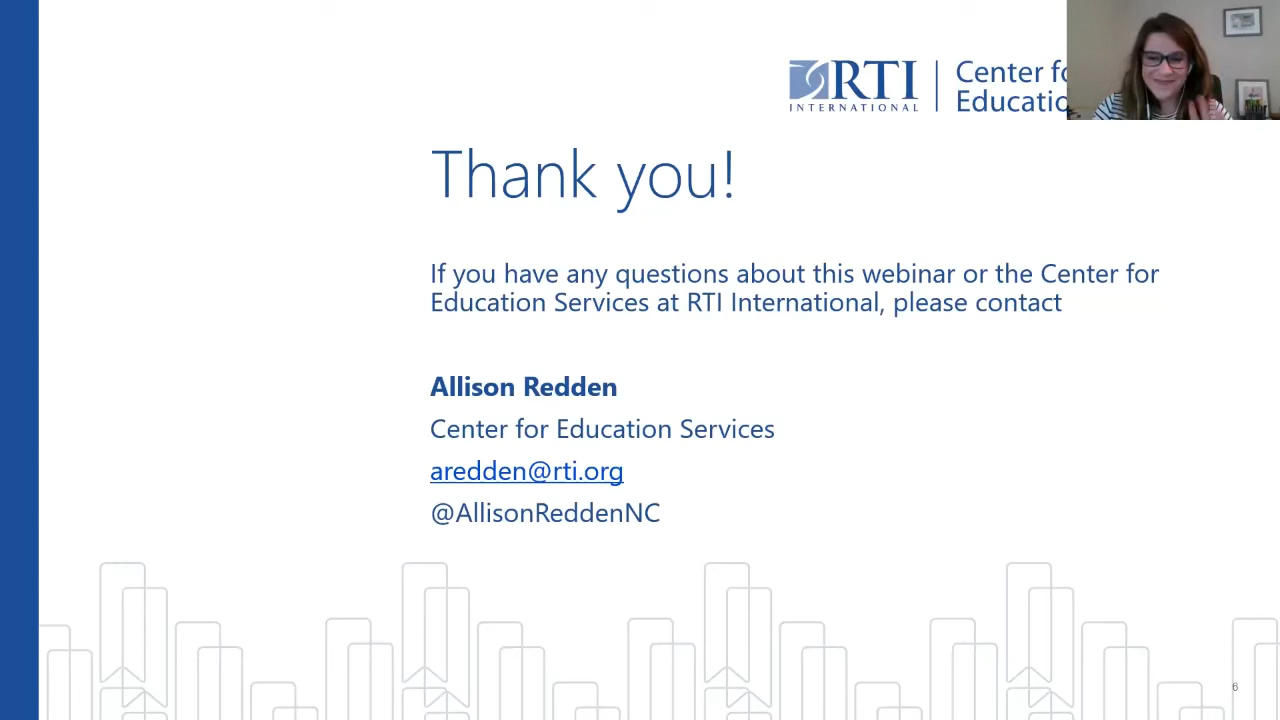 RTI
INTERNATIONAL
Center fo
Educatio
Thank you!
If you have any questions about this webinar or the Center for
Education Services at RTI International, please contact
Allison Redden
Center for Education Services
aredden@rti.org
@AllisonReddenNC
6